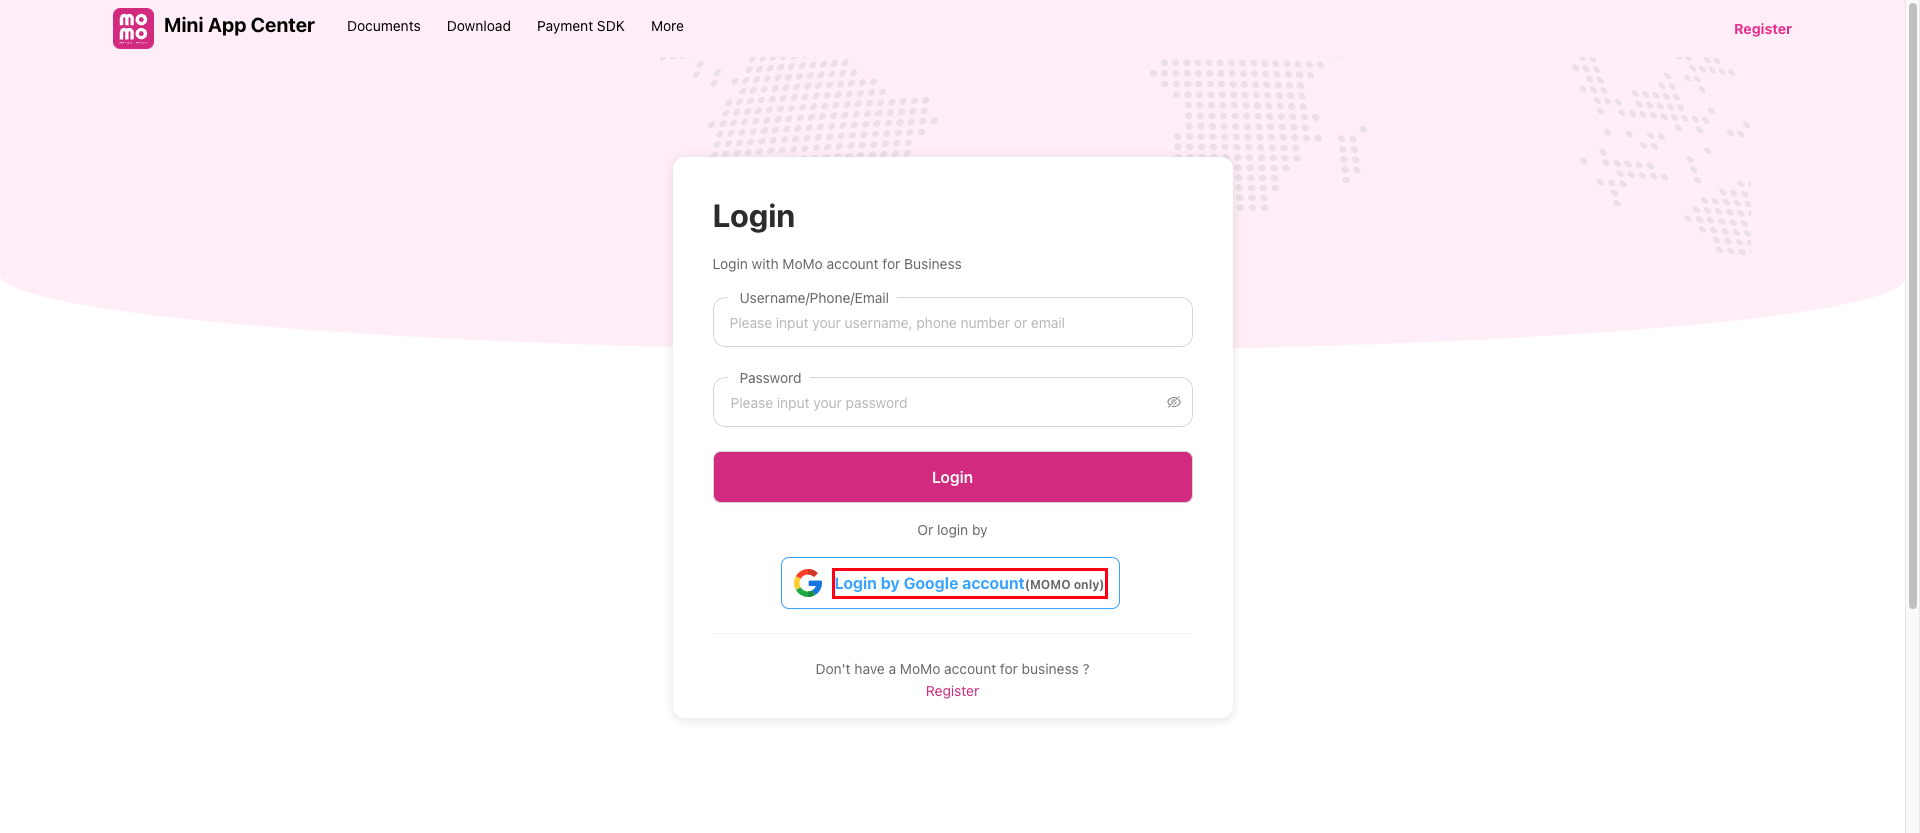 MOMO
Mini App Center
Documents
Download
Payment SDK
More
Register
Login
Login with MoMo account for Business
Username/Phone/Email
Please input your username, phone number or email
Password
Please input your password
Login
Or login by
Login by Google account(MOMO only)
Don't have a MoMo account for business ?
Register